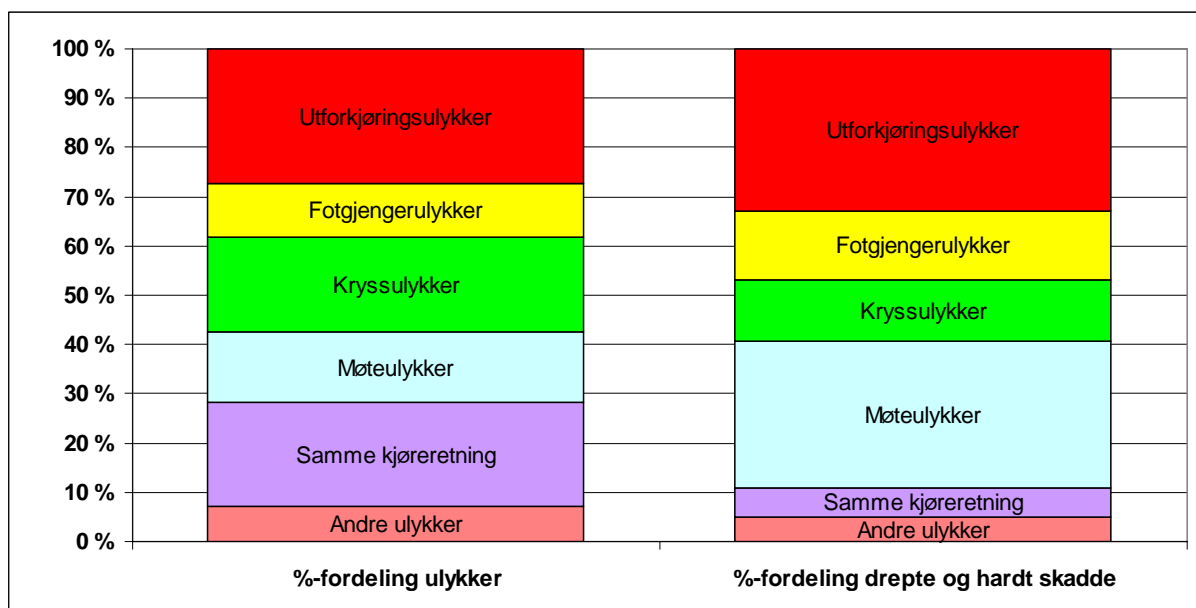 100 %
90 %
80 %
70 %
60 %
50 %
40 %
30 %
20 %
10 %
0 %
Utforkjøringsulykker
Fotgjengerulykker
Kryssulykker
Møteulykker
Samme kjøreretning
Andre ulykker
Utforkjøringsulykker
Fotgjengerulykker
Kryssulykker
Møteulykker
Samme kjøreretning
Andre ulykker
%-fordeling ulykker
%-fordeling drepte og hardt skadde